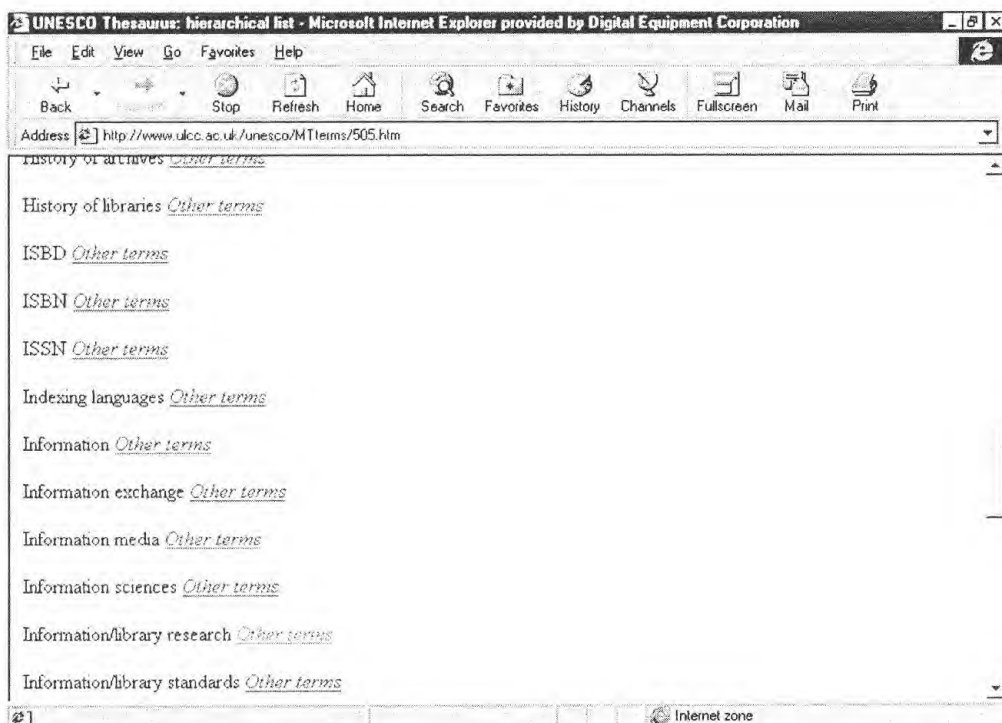 UNESCO Thesaurus: hierarchical list - Microsoft Internet Explorer provided by Digital Equipment Corporation
File Edit View Go Favorites Help
Back Stop Refresh Home Search Favorites History Channels Fullscreen Mail Print
Address http://www.ulcc.ac.uk/unesco/MTterms/505.htm
History of archives Other terms
History of libraries Other terms
ISBD Other terms
ISBN Other terms
ISSN Other terms
Indexing languages Other terms
Information Other terms
Information exchange Other terms
Information media Other terms
Information sciences Other terms
Information/library research Other terms
Information/library standards Other terms
Internet zone